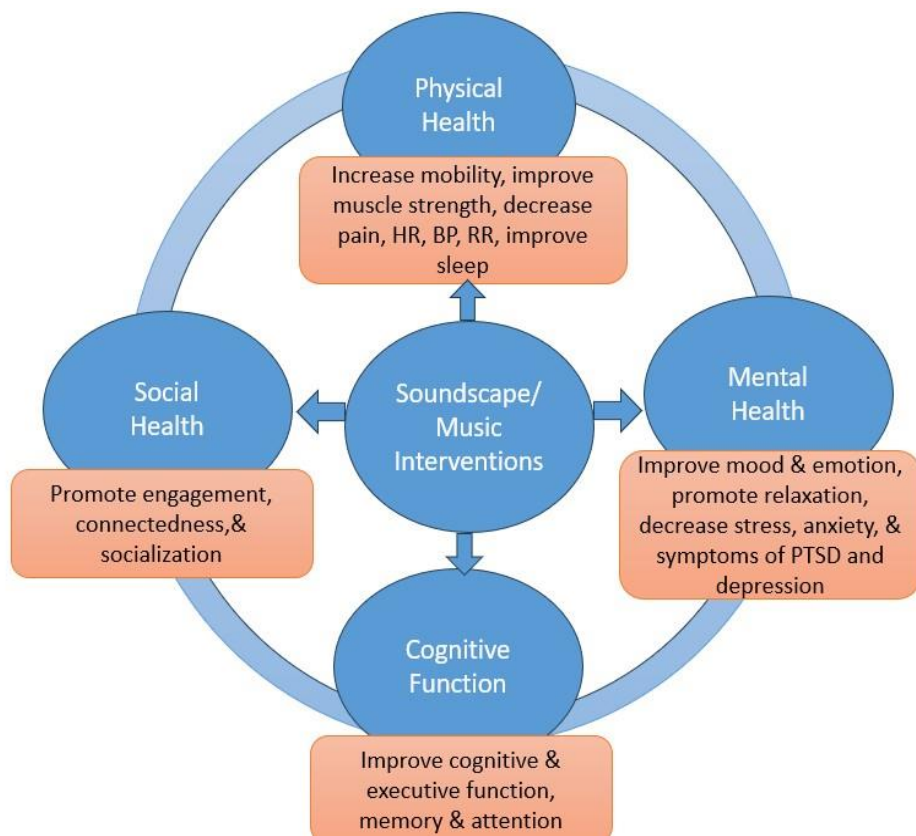 Physical
Health
Increase mobility, improve
muscle strength, decrease
pain, HR, BP, RR, improve
sleep
Social
Health
Promote engagement,
connectedness,&
socialization
Soundscape/
Music
Interventions
Mental
Health
Improve mood & emotion,
promote relaxation,
decrease stress, anxiety, &
symptoms of PTSD and
depression
Cognitive
Function
Improve cognitive &
executive function,
memory & attention